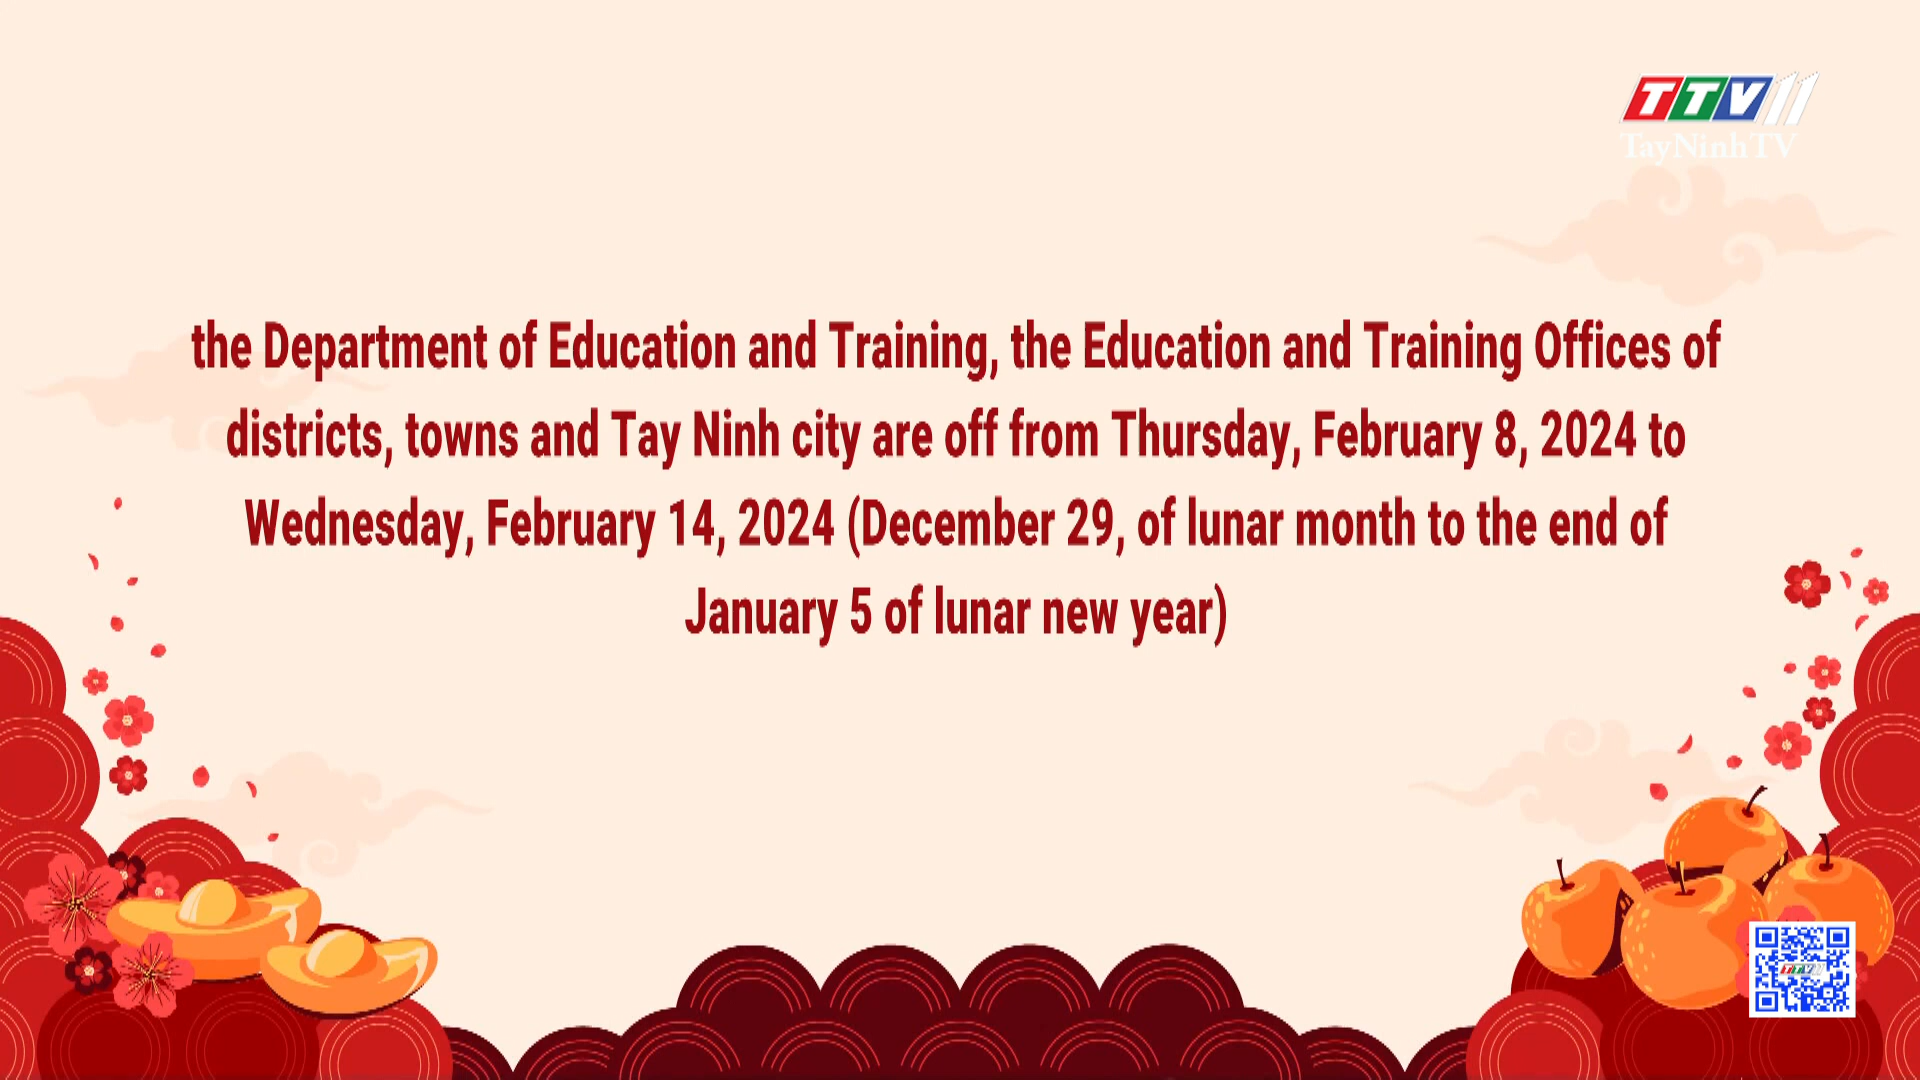 TTV11
TayNinhTV
the Department of Education and Training, the Education and Training Offices of
districts, towns and Tay Ninh city are off from Thursday, February 8, 2024 to
Wednesday, February 14, 2024 (December 29, of lunar month to the end of
January 5 of lunar new year)
TTV11